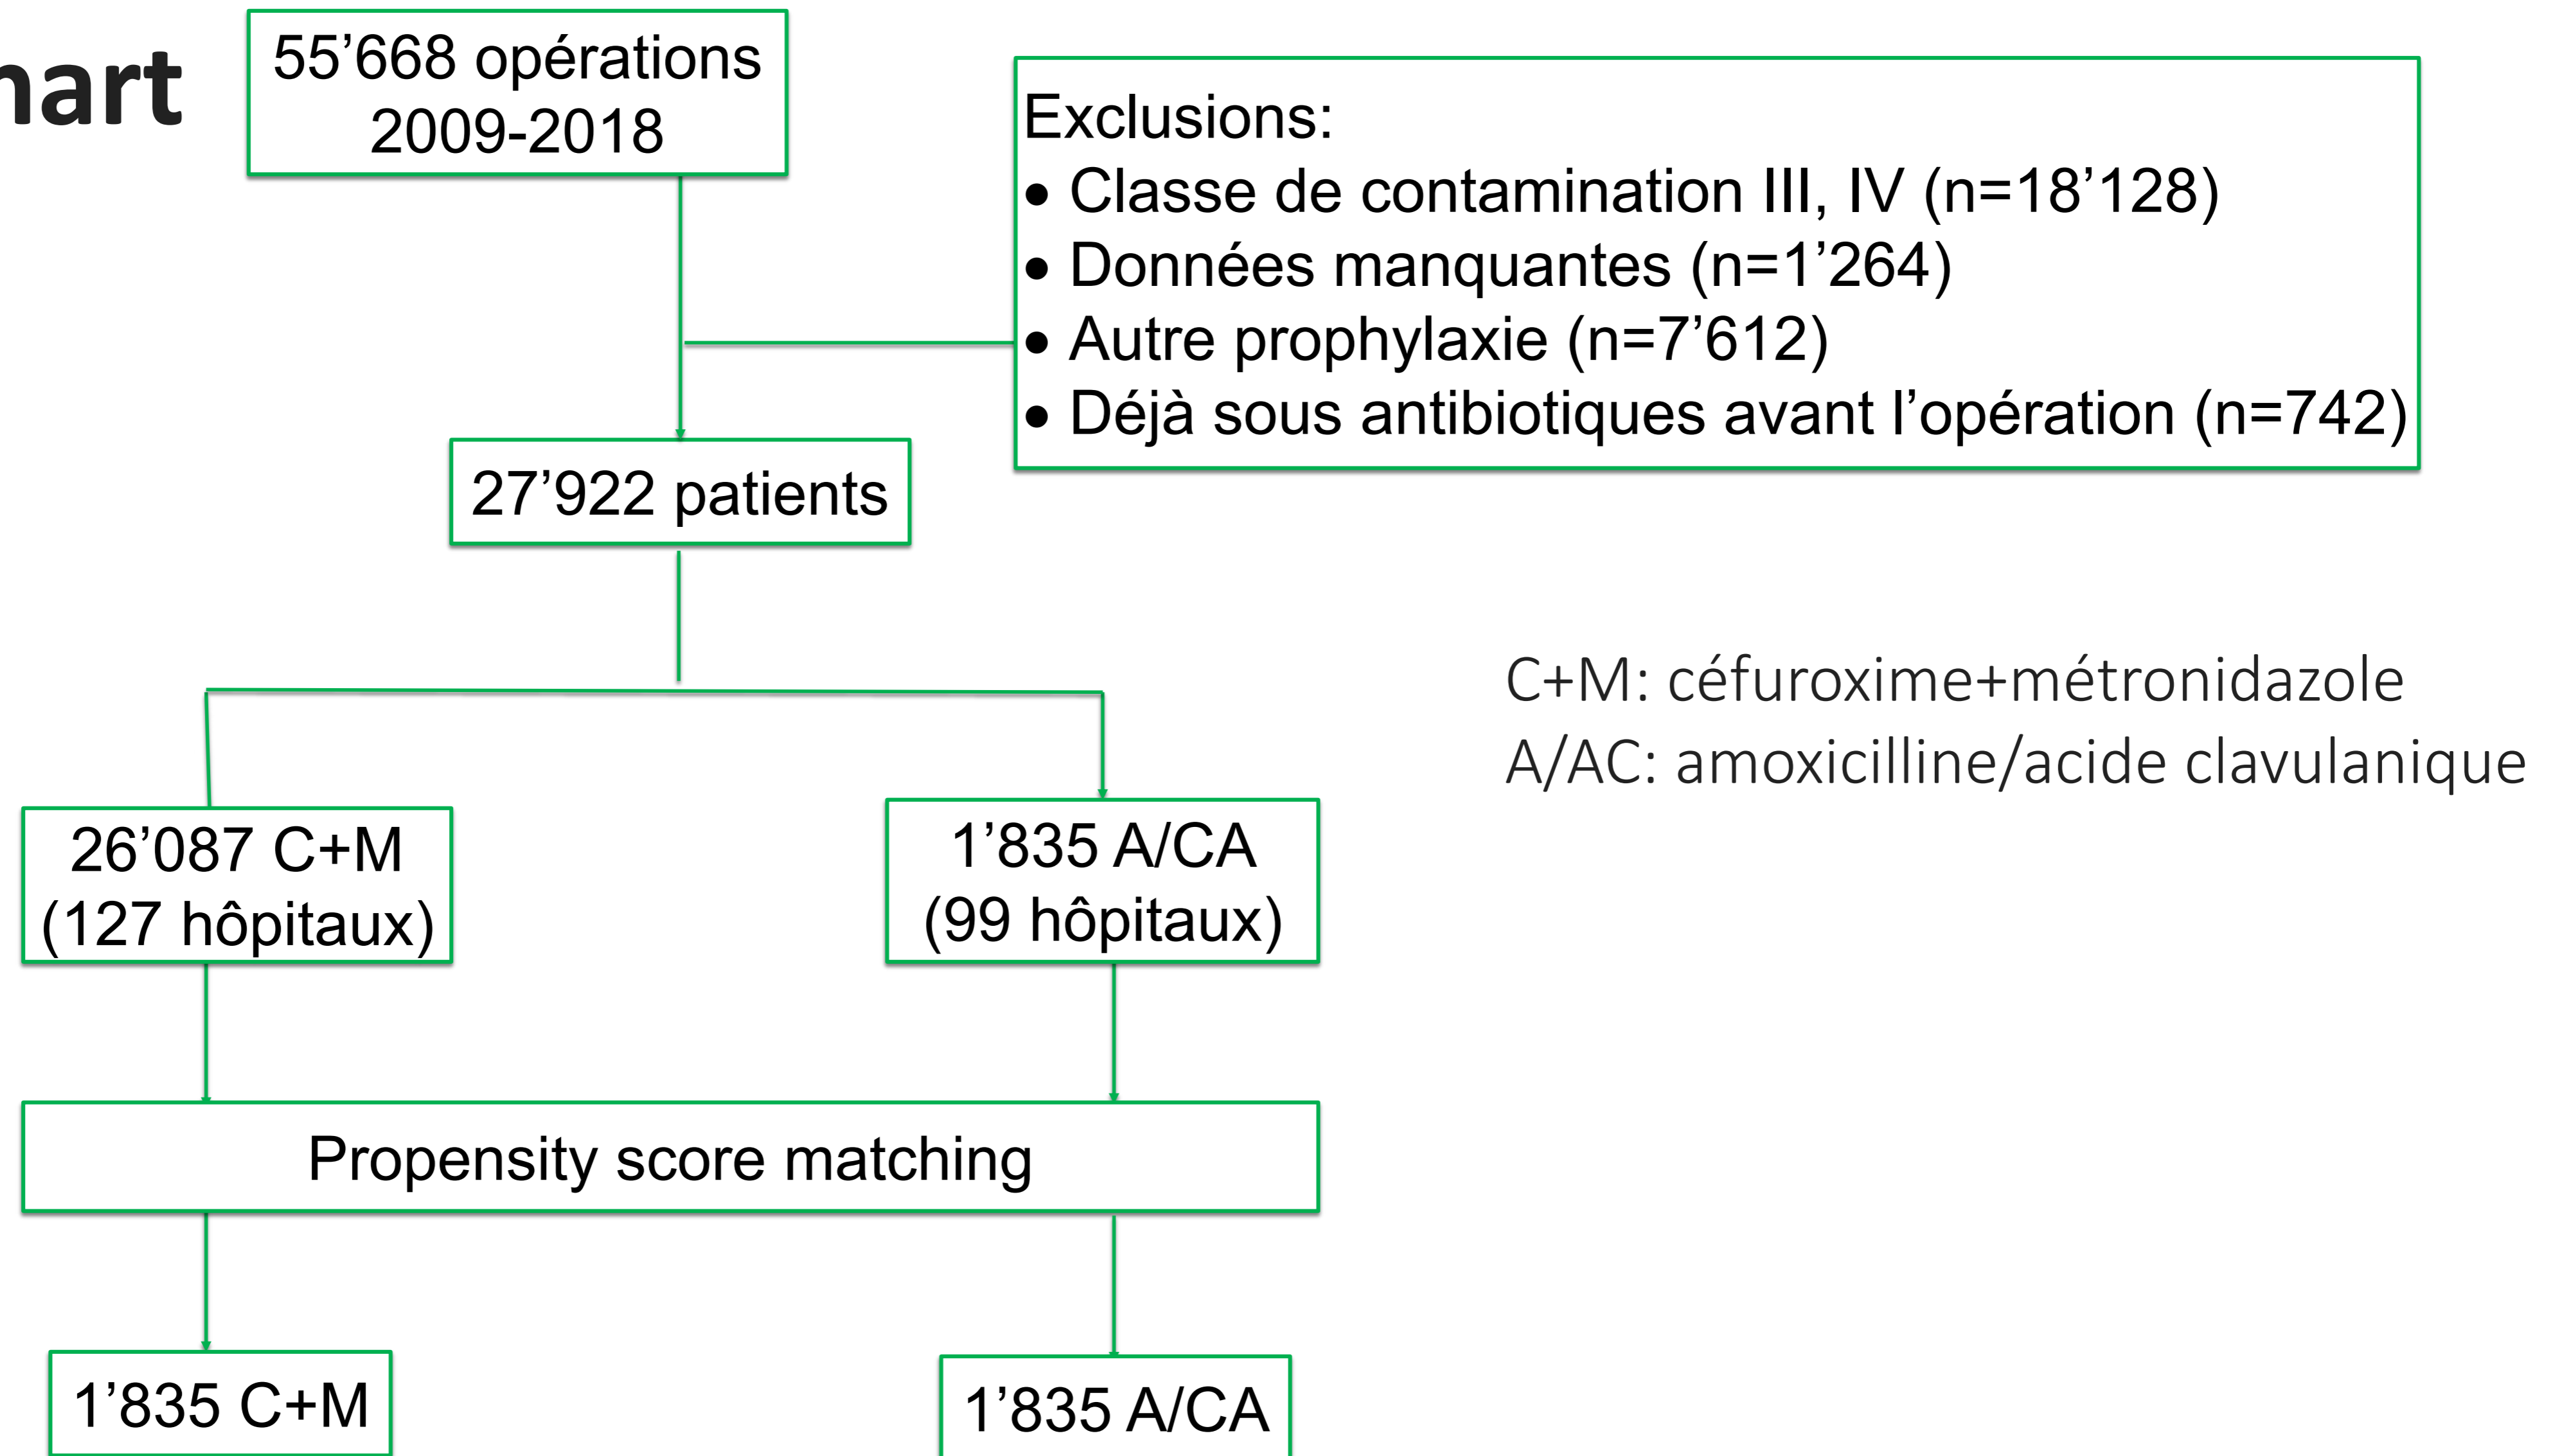 55’668 opérations
2009-2018
Exclusions:
• Classe de contamination III, IV (n=18’128)
• Données manquantes (n=1’264)
• Autre prophylaxie (n=7’612)
• Déjà sous antibiotiques avant l’opération (n=742)
27’922 patients
C+M: céfuroxime+métronidazole
A/AC: amoxicilline/acide clavulanique
26’087 C+M
(127 hôpitaux)
1’835 A/CA
(99 hôpitaux)
Propensity score matching
1’835 C+M
1’835 A/CA